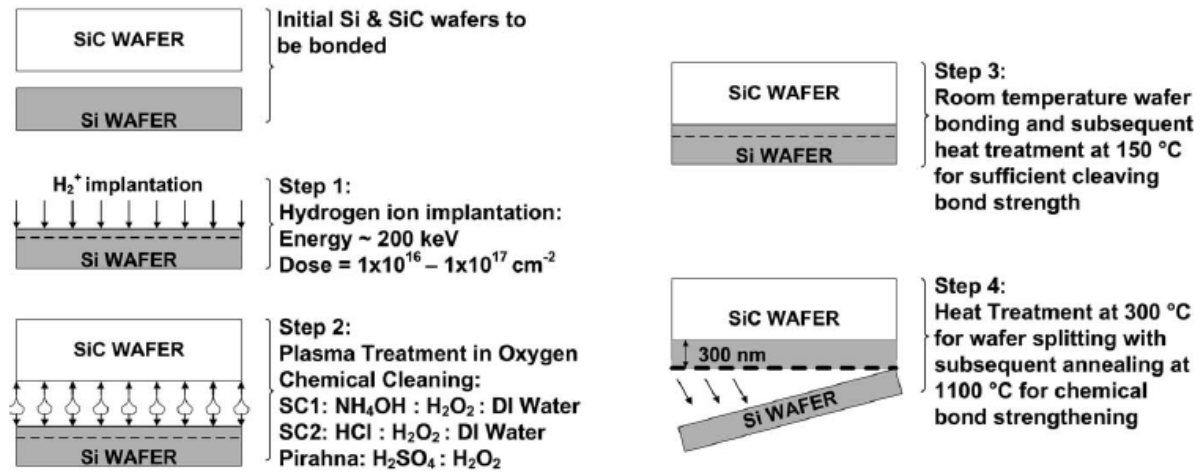 SiC WAFER
Si WAFER
Initial Si & SiC wafers to
be bonded
H₂⁺ implantation
Si WAFER
Step 1:
Hydrogen ion implantation:
Energy ~ 200 keV
Dose = 1x10¹⁶ – 1x10¹⁷ cm⁻²
SiC WAFER
Si WAFER
Step 2:
Plasma Treatment in Oxygen
Chemical Cleaning:
SC1: NH₄OH : H₂O₂ : DI Water
SC2: HCl : H₂O₂ : DI Water
Pirahna: H₂SO₄ : H₂O₂
SiC WAFER
Si WAFER
Step 3:
Room temperature wafer
bonding and subsequent
heat treatment at 150 °C
for sufficient cleaving
bond strength
SiC WAFER
300 nm
Si WAFER
Step 4:
Heat Treatment at 300 °C
for wafer splitting with
subsequent annealing at
1100 °C for chemical
bond strengthening